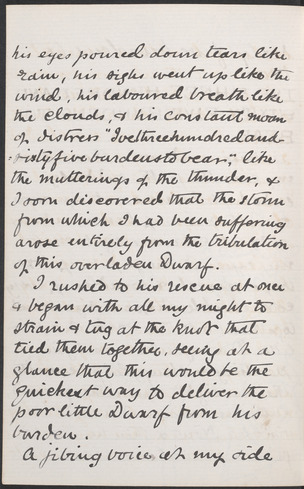 his eyes poured down tears like
rain, his sighs went up like the
wind, his laboured breath like
the clouds, & his constant moan
of distress "Ivethreehundredand
sixtyfive burdenstobear," like
the mutterings of the thunder, &
I soon discovered that the storm
from which I had been suffering
arose entirely from the tribulation
of this overladen Dwarf.
I rushed to his rescue at once
& began with all my might to
strain & tug at the knot that
tied them together, seeing at a
glance that this would be the
quickest way to deliver the
poor little Dwarf from his
burden.
A jibing voice at my side